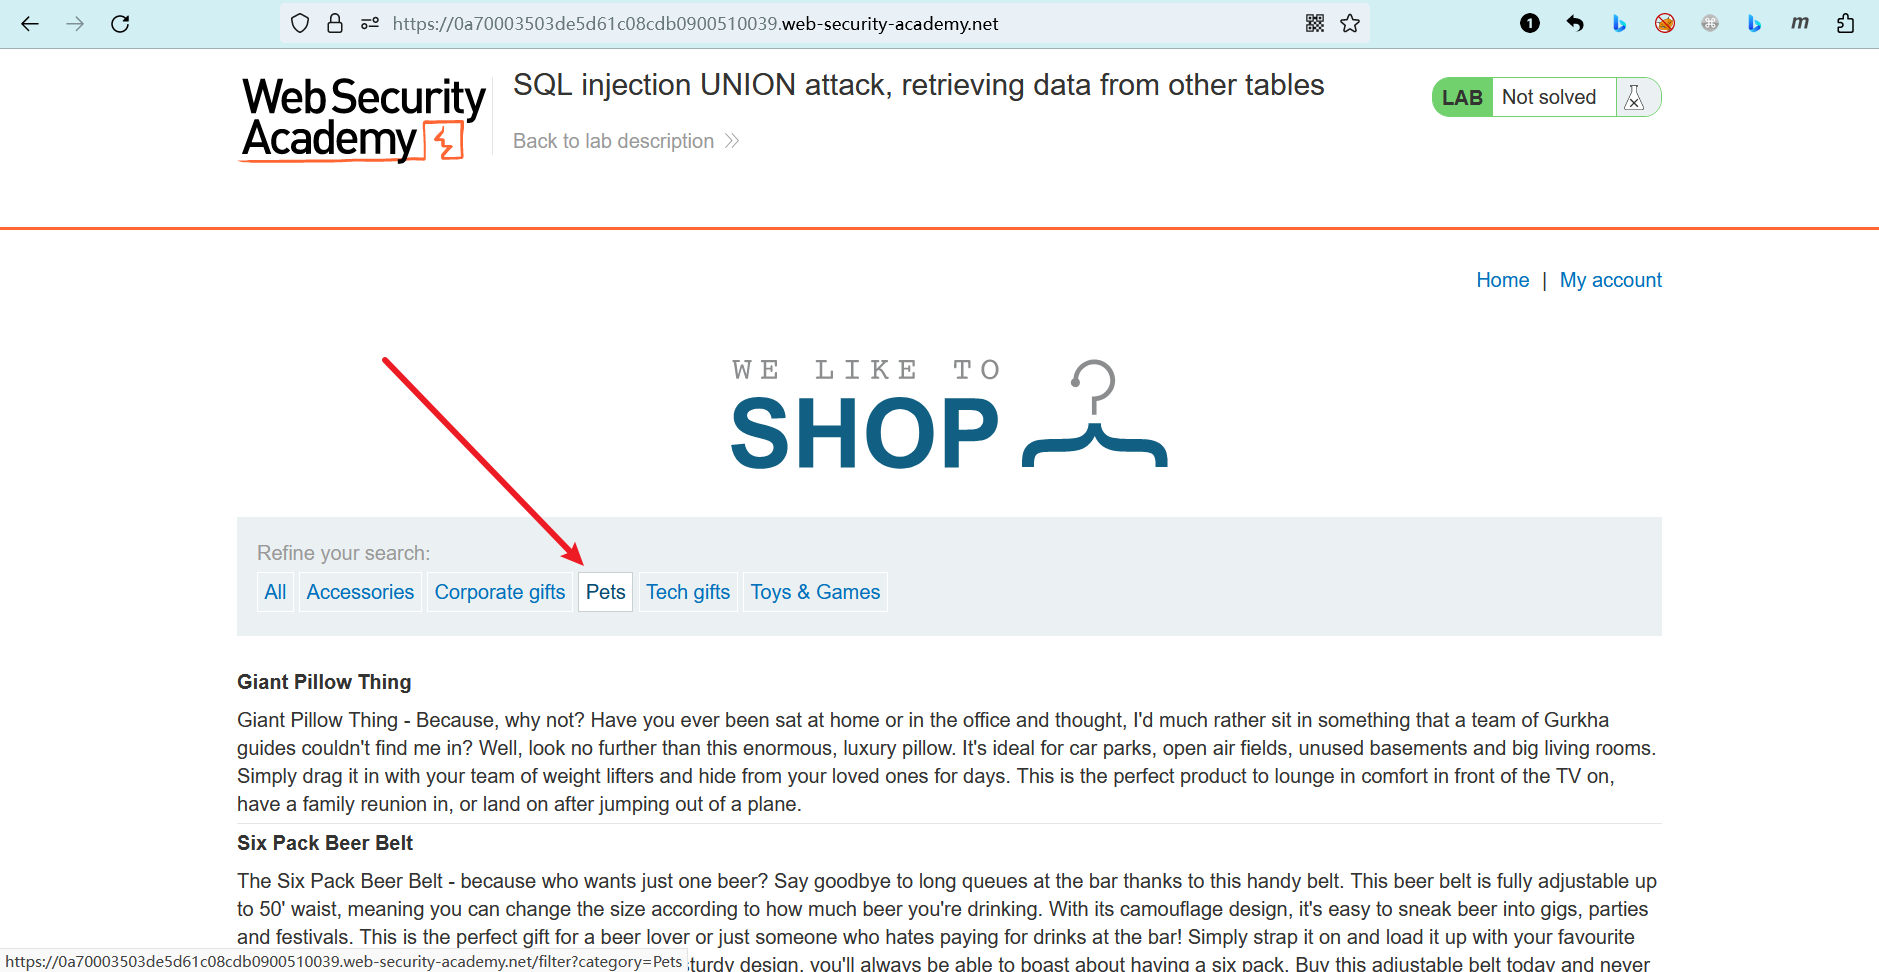 https://0a70003503de5d61c08cdb0900510039.web-security-academy.net
1
m
Web Security
Academy
SQL injection UNION attack, retrieving data from other tables
Back to lab description
LAB Not solved
Home | My account
WE LIKE TO
SHOP
Refine your search:
All Accessories Corporate gifts Pets Tech gifts Toys & Games
Giant Pillow Thing
Giant Pillow Thing - Because, why not? Have you ever been sat at home or in the office and thought, I'd much rather sit in something that a team of Gurkha
guides couldn't find me in? Well, look no further than this enormous, luxury pillow. It's ideal for car parks, open air fields, unused basements and big living rooms.
Simply drag it in with your team of weight lifters and hide from your loved ones for days. This is the perfect product to lounge in comfort in front of the TV on,
have a family reunion in, or land on after jumping out of a plane.
Six Pack Beer Belt
The Six Pack Beer Belt - because who wants just one beer? Say goodbye to long queues at the bar thanks to this handy belt. This beer belt is fully adjustable up
to 50' waist, meaning you can change the size according to how much beer you're drinking. With its camouflage design, it's easy to sneak beer into gigs, parties
and festivals. This is the perfect gift for a beer lover or just someone who hates paying for drinks at the bar! Simply strap it on and load it up with your favourite
https://0a70003503de5d61c08cdb0900510039.web-security-academy.net/filter?category=Pets
sturdy design, you'll always be able to boast about having a six pack. Buy this adjustable belt today and never